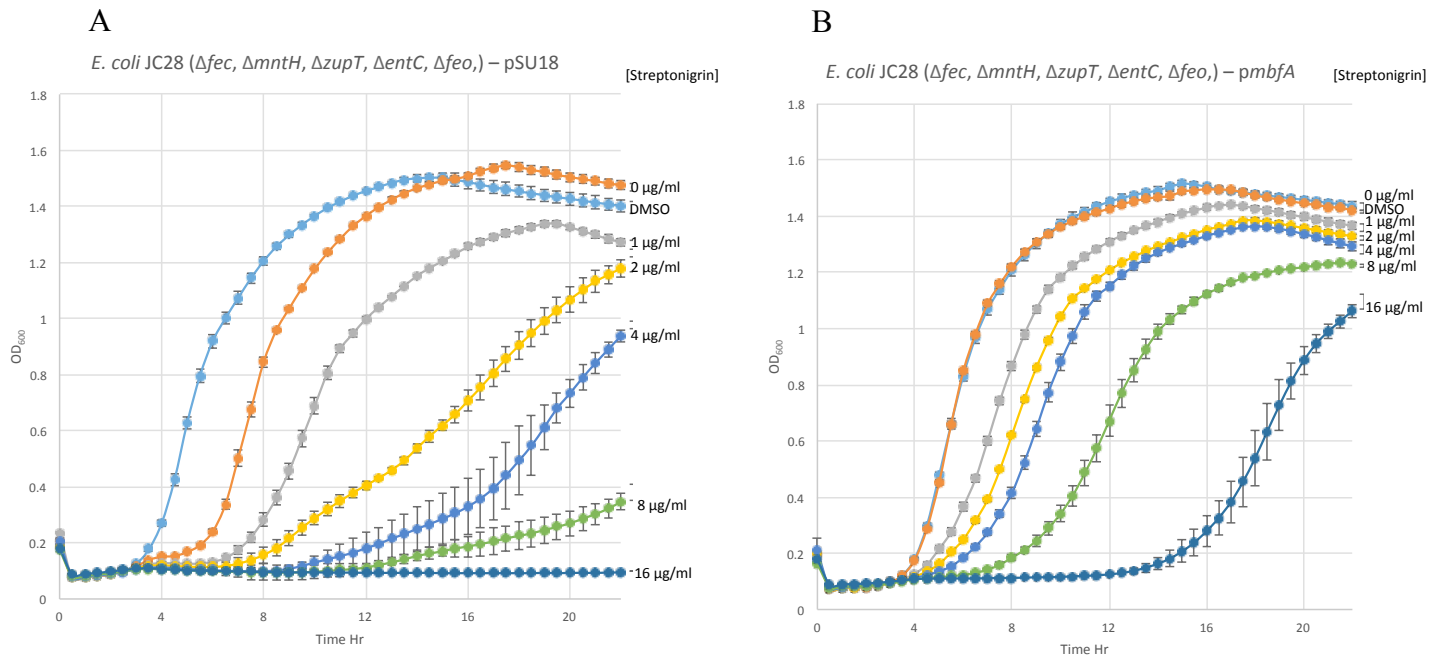 A
E. coli JC28 (Δfec, ΔmntH, ΔzupT, ΔentC, Δfeo,) – pSU18
[Streptonigrin]
1.8
1.6
1.4
1.2
1
0.8
0.6
0.4
0.2
0
OD600
0
4
8
12
16
20
Time Hr
0 µg/ml
DMSO
1 µg/ml
2 µg/ml
4 µg/ml
8 µg/ml
16 µg/ml
B
E. coli JC28 (Δfec, ΔmntH, ΔzupT, ΔentC, Δfeo,) – pmbfA
[Streptonigrin]
1.8
1.6
1.4
1.2
1
0.8
0.6
0.4
0.2
0
OD600
0
4
8
12
16
20
Time Hr
0 µg/ml
DMSO
1 µg/ml
2 µg/ml
4 µg/ml
8 µg/ml
16 µg/ml